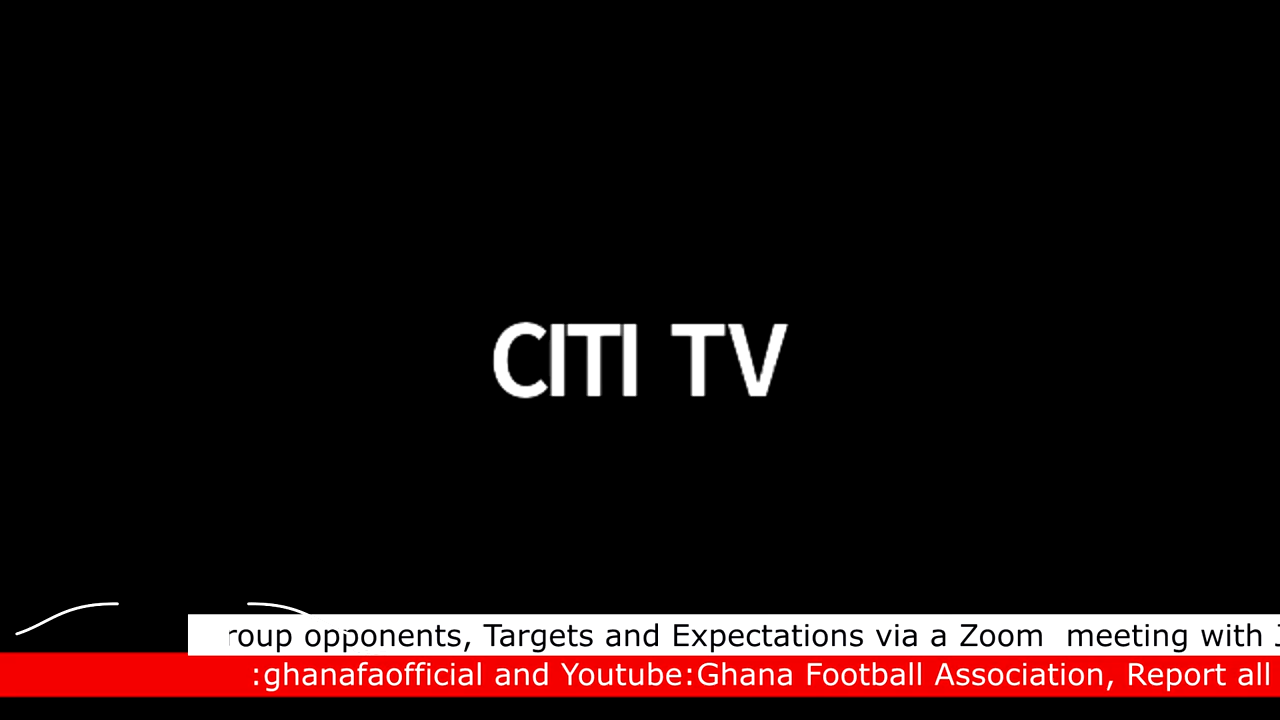 CITI TV
roup opponents, Targets and Expectations via a Zoom meeting with
:ghanafaofficial and Youtube:Ghana Football Association, Report all